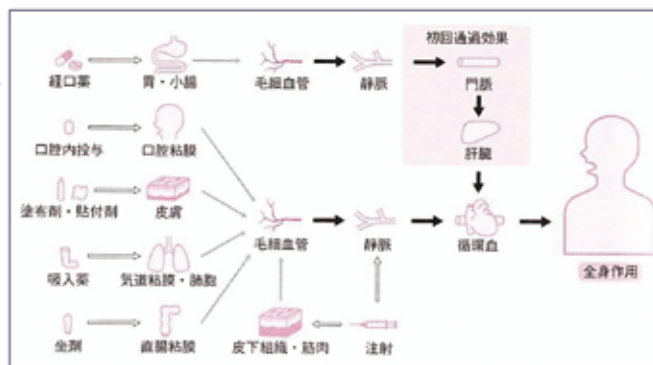 初回通過効果
経口薬
胃・小腸
毛細血管
静脈
門脈
口腔内投与
口腔粘膜
肝臓
塗布剤・貼付剤
皮膚
毛細血管
静脈
循環血
全身作用
吸入薬
気道粘膜・肺胞
坐剤
直腸粘膜
皮下組織・筋肉
注射